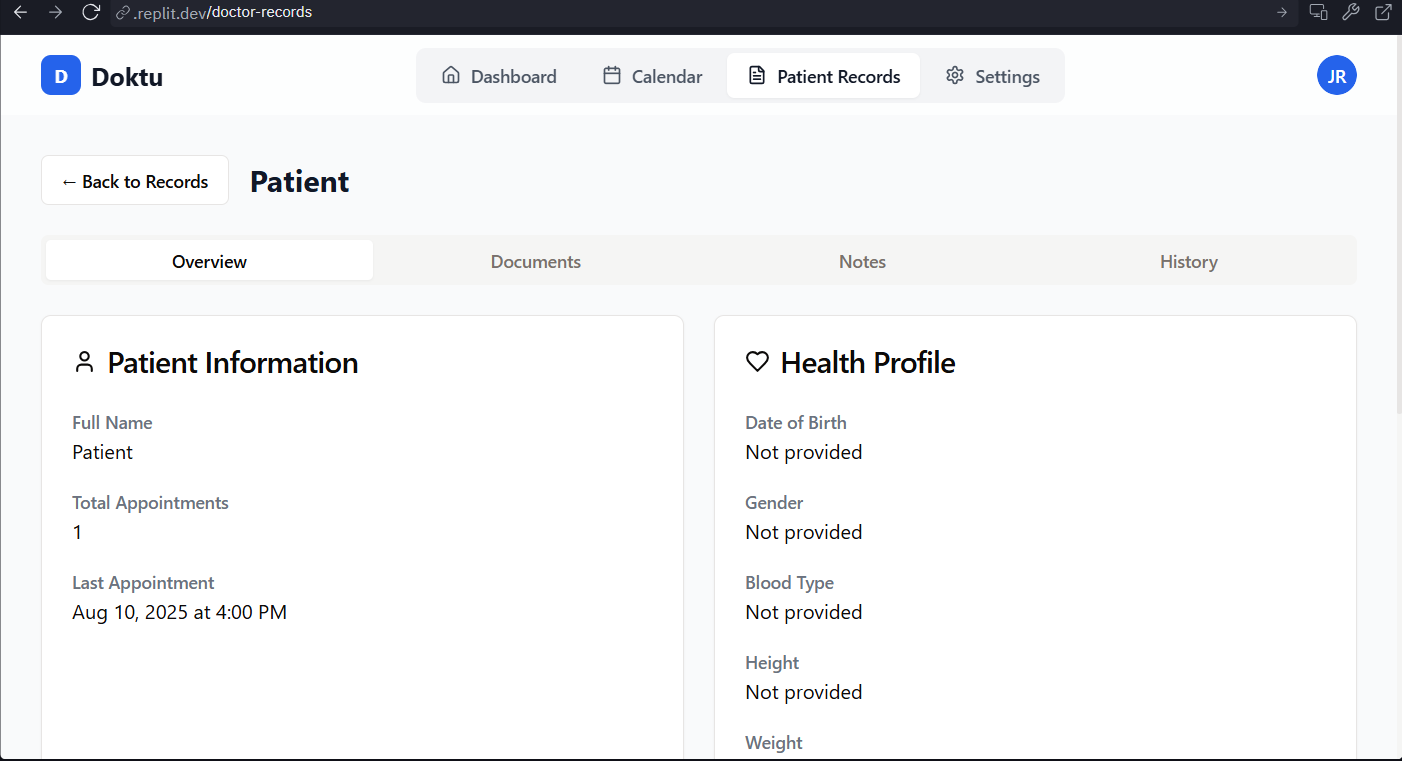 .replit.dev/doctor-records
D Doktu Dashboard Calendar Patient Records Settings JR
← Back to Records Patient
Overview Documents Notes History
Patient Information
Full Name
Patient
Total Appointments
1
Last Appointment
Aug 10, 2025 at 4:00 PM
Health Profile
Date of Birth
Not provided
Gender
Not provided
Blood Type
Not provided
Height
Not provided
Weight